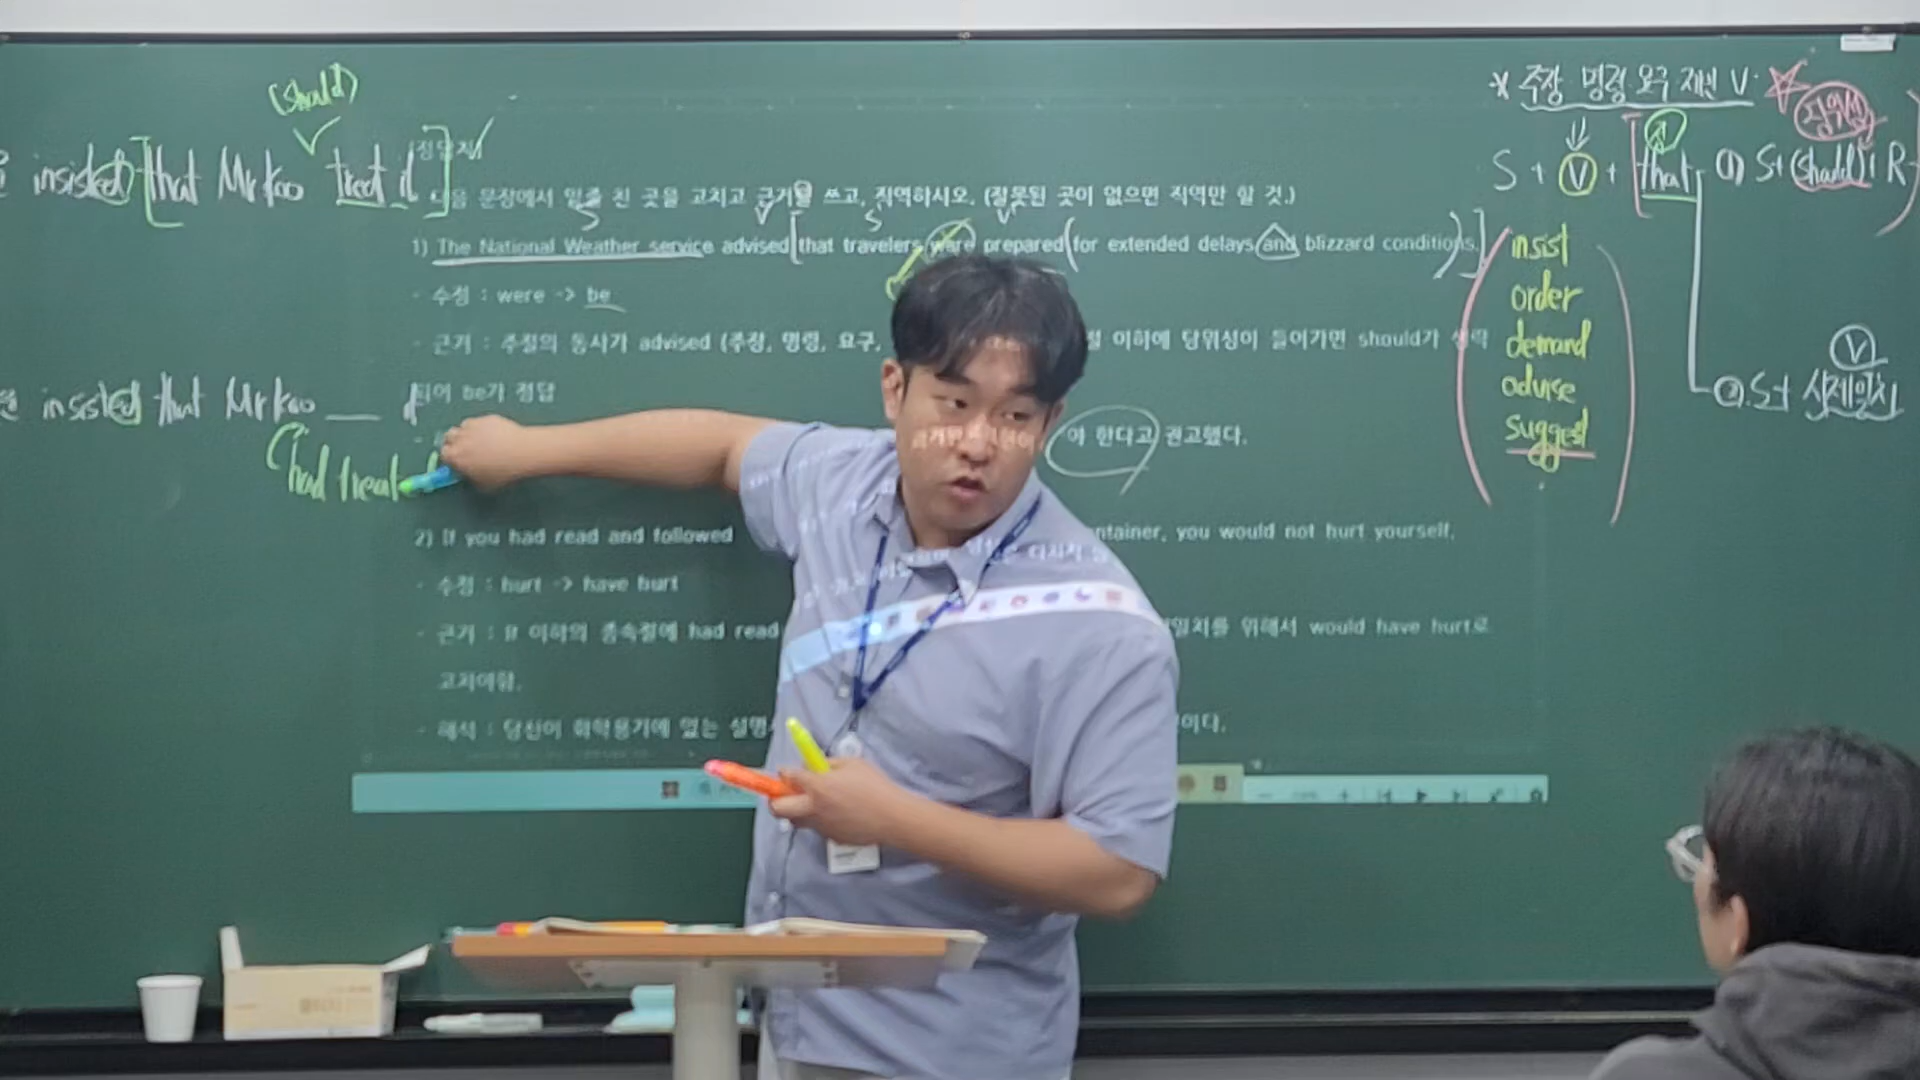 (should)
insisted that Mr Koo treat it
다음 문장에서 밑줄 친 곳을 고치고 근거를 쓰고, 직역하시오. (잘못된 곳이 없으면 직역만 할 것.)
S V S V
1) The National Weather service advised that travelers were prepared for extended delays and blizzard conditions.
- 수정 : were -> be
- 근거 : 주절의 동사가 advised (주장, 명령, 요구, 이하에 당위성이 들어가면 should가 생략
되어 be가 정답
야 한다고 권고했다.
insisted that Mr Koo ___ it
had treat
2) If you had read and followed ntainer, you would not hurt yourself.
- 수정 : hurt -> have hurt
- 근거 : If 이하의 종속절에 had read 일치를 위해서 would have hurt로
고쳐야함.
- 해석 : 당신이 화학용기에 있는 설명 이다.
* 주장 명령 요구 제안 V
당위성
S + V + that ① S+(should)+R
insist
order
demand
advise
suggest
V
② S+ 시제일치